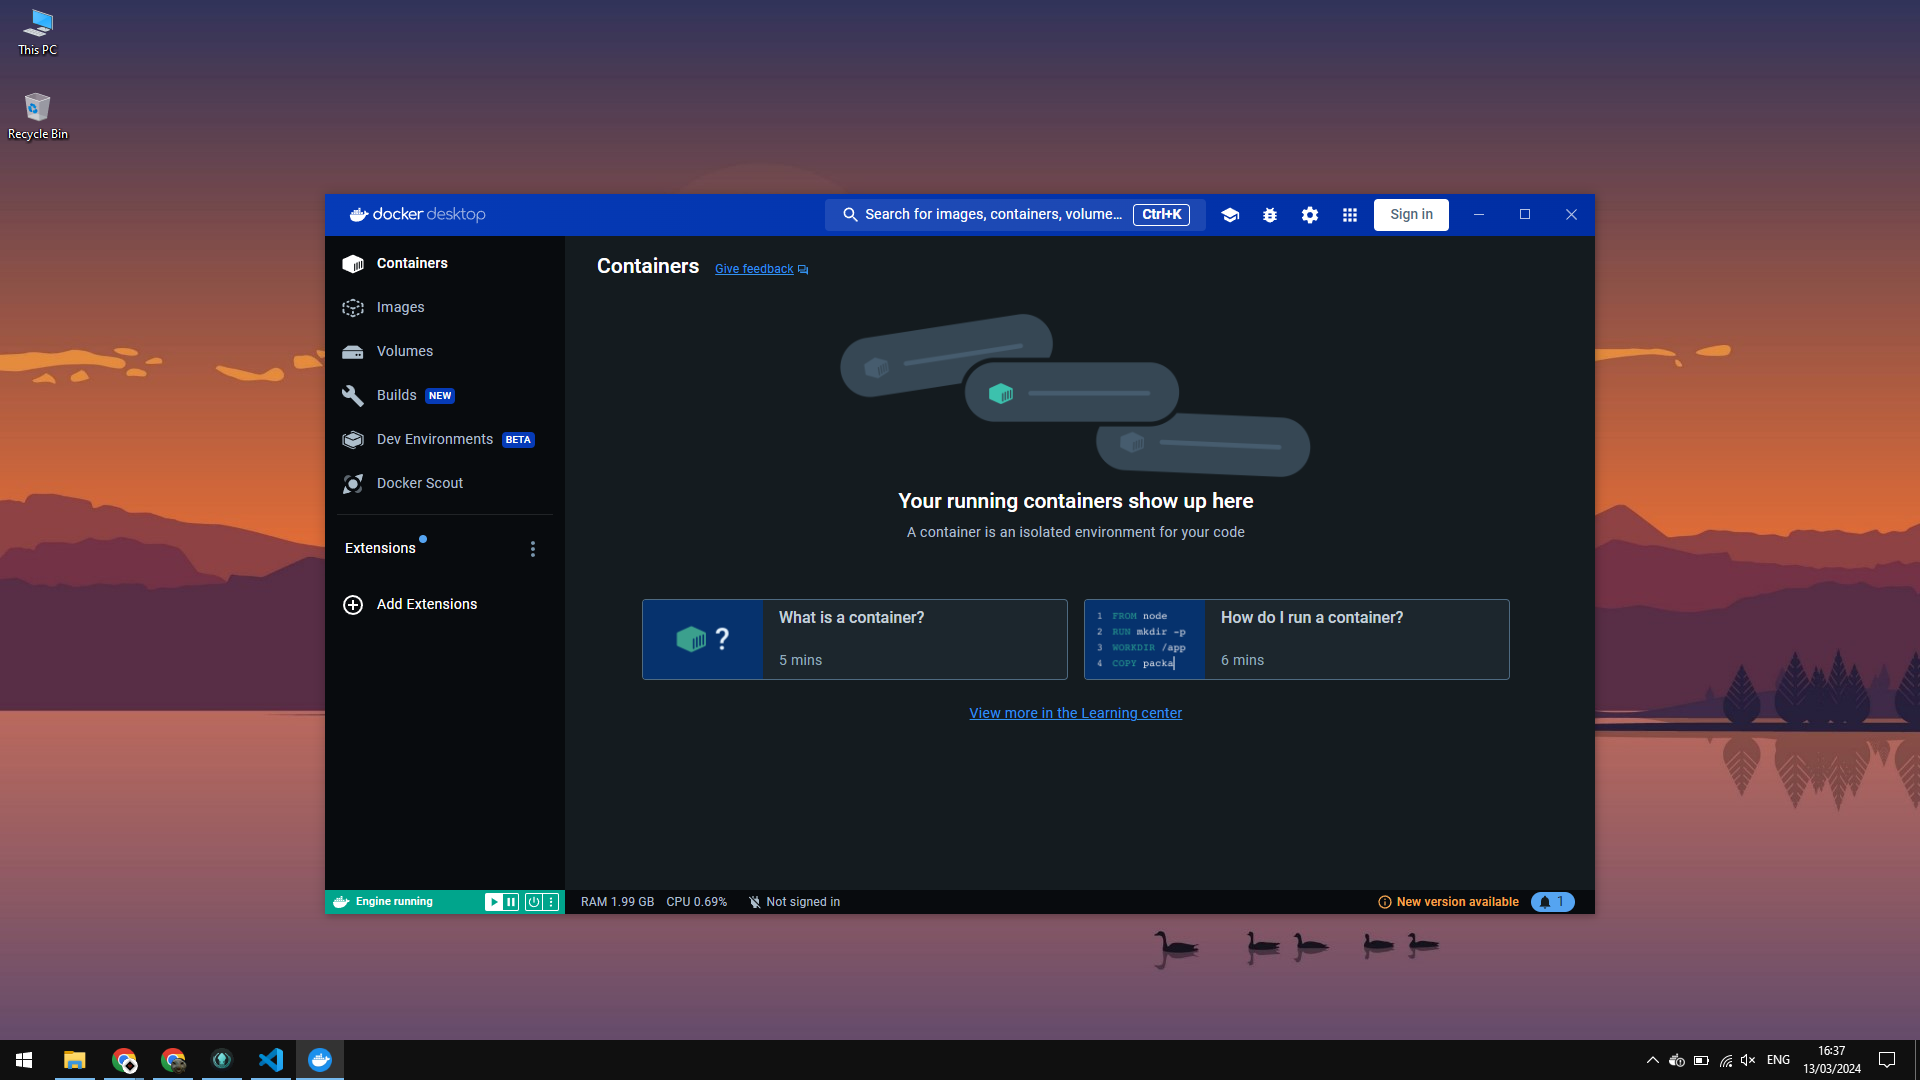 This PC
Recycle Bin
docker desktop
Search for images, containers, volume... Ctrl+K
Sign in
Containers
Images
Volumes
Builds NEW
Dev Environments BETA
Docker Scout
Extensions
Add Extensions
Containers Give feedback
Your running containers show up here
A container is an isolated environment for your code
?
What is a container?
5 mins
1 FROM node
2 RUN mkdir -p
3 WORKDIR /app
4 COPY packa
How do I run a container?
6 mins
View more in the Learning center
Engine running
RAM 1.99 GB CPU 0.69% Not signed in
New version available 1
ENG
16:37
13/03/2024